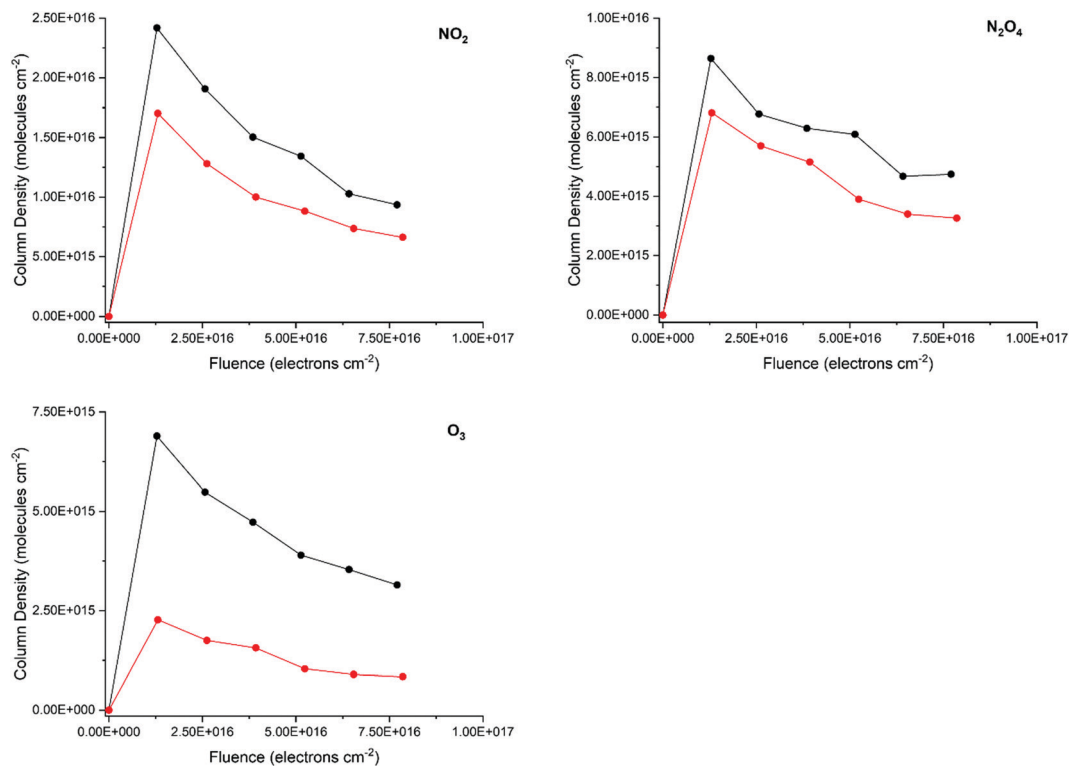 NO₂
Column Density (molecules cm⁻²)
2.50E+016
2.00E+016
1.50E+016
1.00E+016
5.00E+015
0.00E+000
0.00E+000 2.50E+016 5.00E+016 7.50E+016 1.00E+017
Fluence (electrons cm⁻²)
N₂O₄
Column Density (molecules cm⁻²)
1.00E+016
8.00E+015
6.00E+015
4.00E+015
2.00E+015
0.00E+000
0.00E+000 2.50E+016 5.00E+016 7.50E+016 1.00E+017
Fluence (electrons cm⁻²)
O₃
Column Density (molecules cm⁻²)
7.50E+015
5.00E+015
2.50E+015
0.00E+000
0.00E+000 2.50E+016 5.00E+016 7.50E+016 1.00E+017
Fluence (electrons cm⁻²)